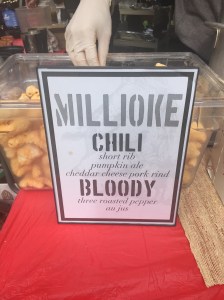 MILLIOKE
CHILI
short rib
pumpkin ale
cheddar cheese pork rind
BLOODY
three roasted pepper
au jus